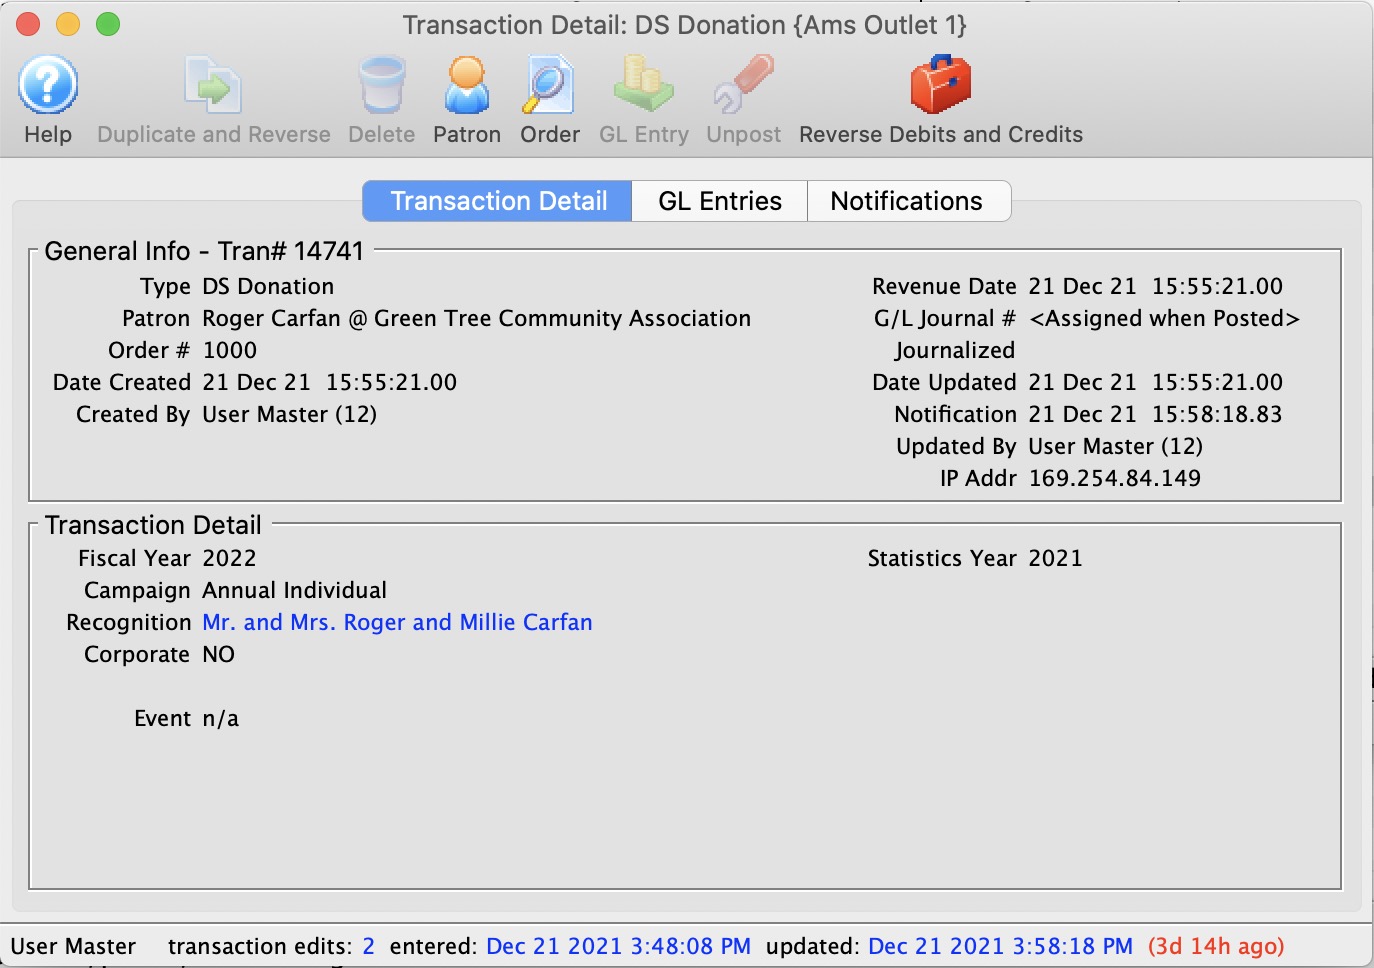 Transaction Detail: DS Donation {Ams Outlet 1}
Help Duplicate and Reverse Delete Patron Order GL Entry Unpost Reverse Debits and Credits
Transaction Detail GL Entries Notifications
General Info - Tran# 14741
Type DS Donation Revenue Date 21 Dec 21 15:55:21.00
Patron Roger Carfan @ Green Tree Community Association G/L Journal # <Assigned when Posted>
Order # 1000 Journalized
Date Created 21 Dec 21 15:55:21.00 Date Updated 21 Dec 21 15:55:21.00
Created By User Master (12) Notification 21 Dec 21 15:58:18.83
Updated By User Master (12)
IP Addr 169.254.84.149
Transaction Detail
Fiscal Year 2022 Statistics Year 2021
Campaign Annual Individual
Recognition Mr. and Mrs. Roger and Millie Carfan
Corporate NO
Event n/a
User Master transaction edits: 2 entered: Dec 21 2021 3:48:08 PM updated: Dec 21 2021 3:58:18 PM (3d 14h ago)